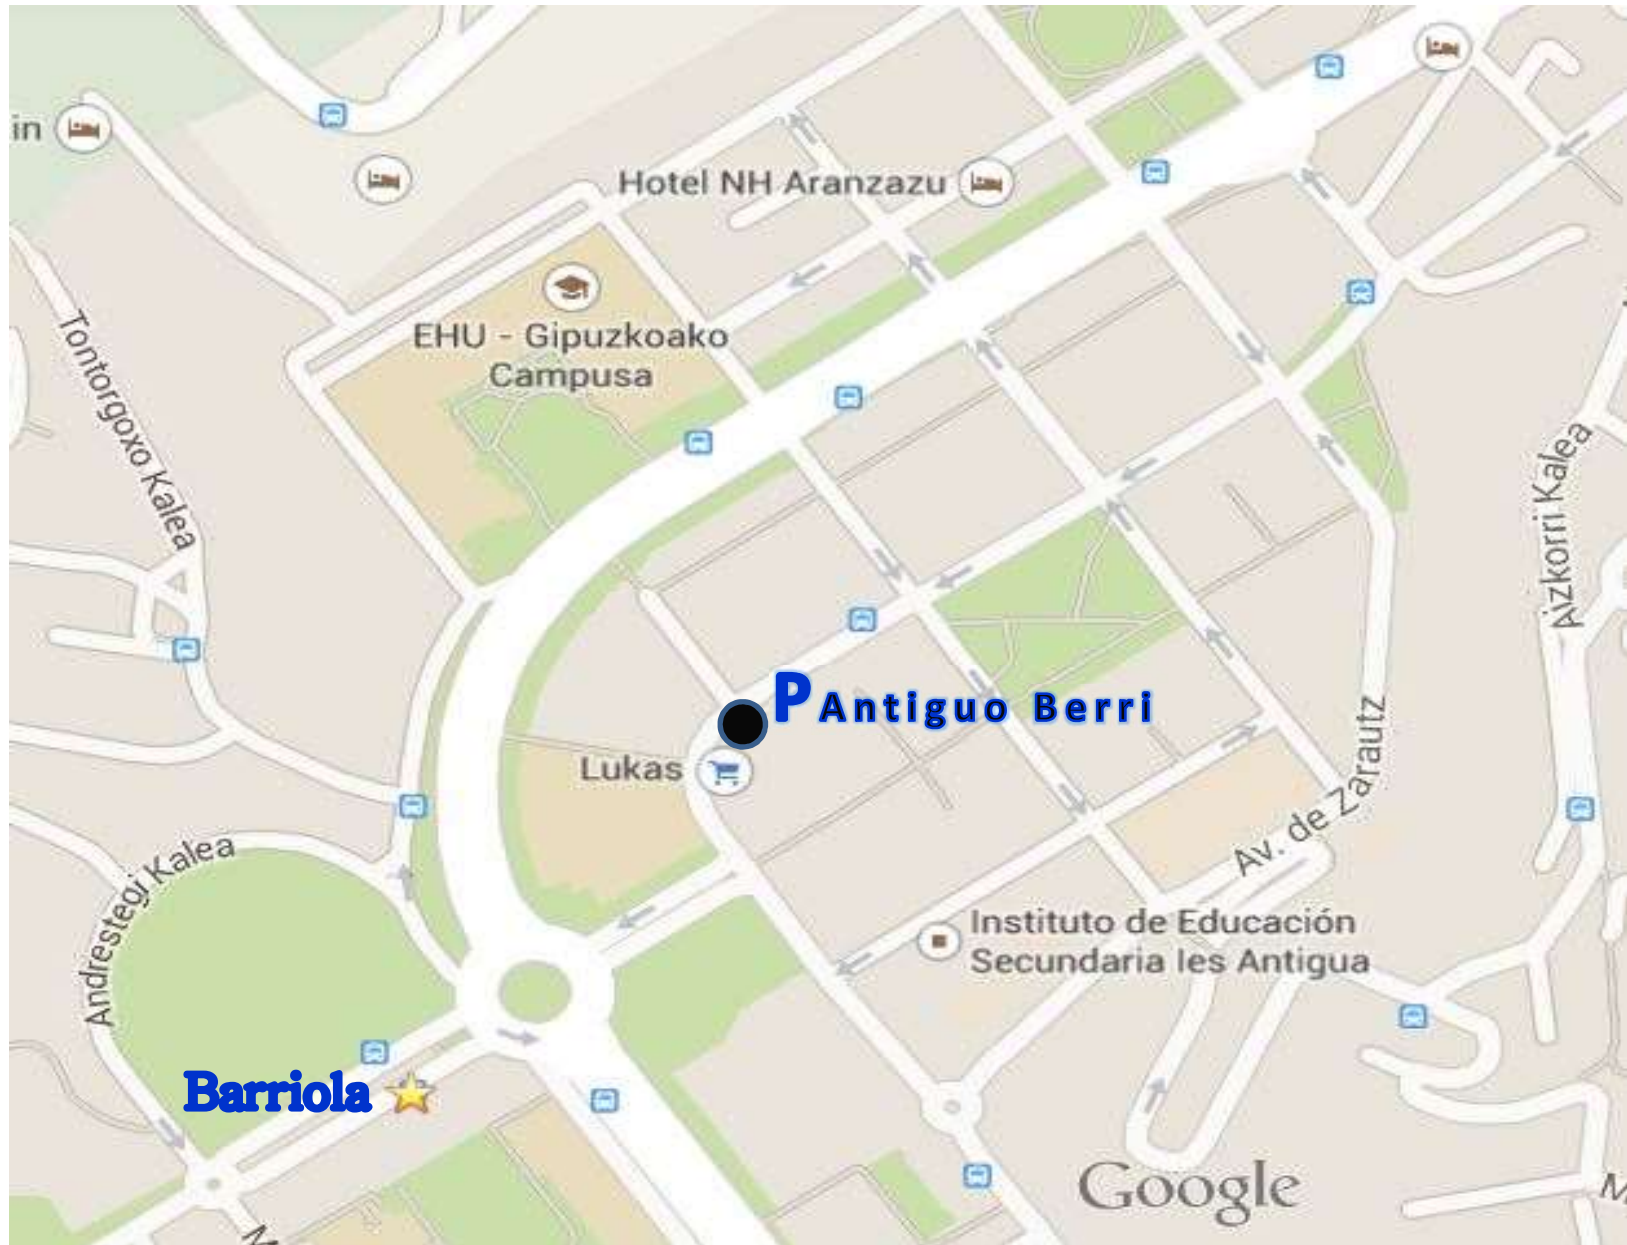 in
Hotel NH Aranzazu
EHU - Gipuzkoako
Campusa
Tontorgoxo Kalea
Aizkorri Kalea
P Antiguo Berri
Lukas
Av. de Zarautz
Andrestegi Kalea
Instituto de Educación
Secundaria Ies Antigua
Barriola
Google
M
M